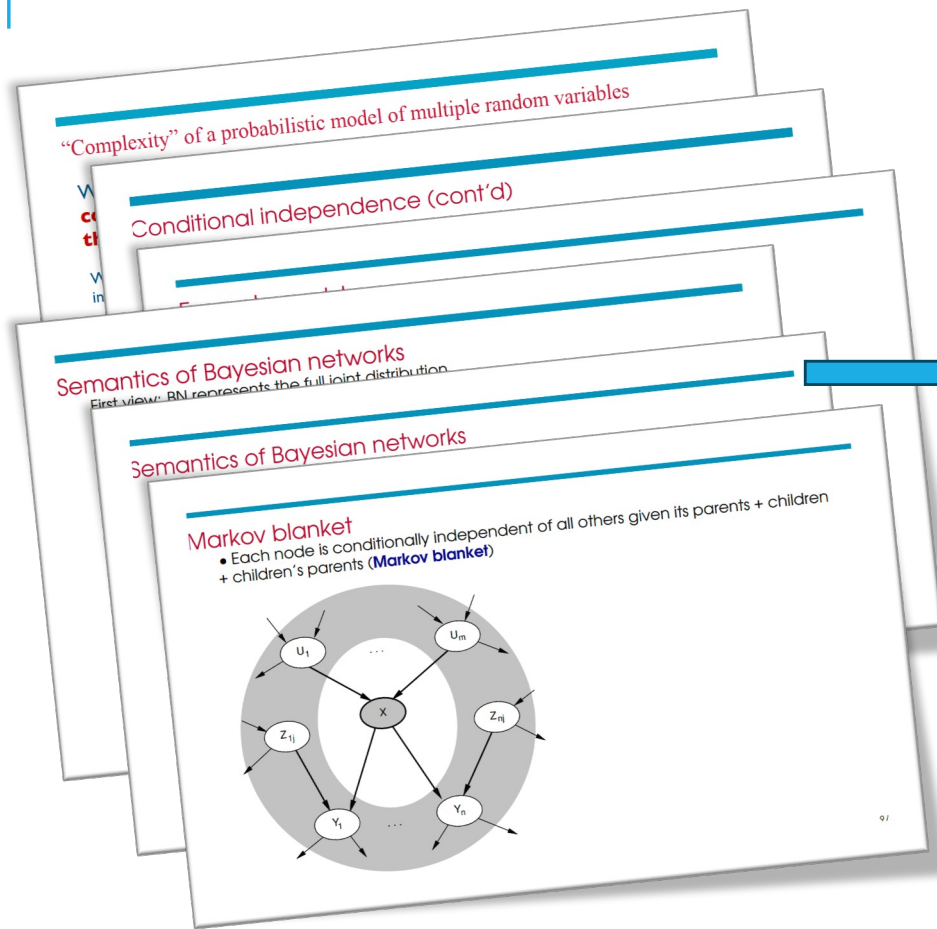 “Complexity” of a probabilistic model of multiple random variables
W
Conditional independence (cont’d)
th
W
in
Semantics of Bayesian networks
First view: BN represents the full joint distribution
Semantics of Bayesian networks
Markov blanket
• Each node is conditionally independent of all others given its parents + children
+ children’s parents (Markov blanket)
U1 ... Um
X
Z1j Znj
Y1 ... Yn
97